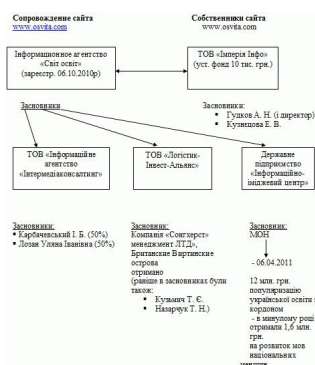 Сопровождение сайта
www.osvita.com
Собственники сайта
www.osvita.com
Інформационное агентство
«Світ освіт»
(зареєстр. 06.10.2010р)
ТОВ «Імперія Інфо»
(уст. фонд 10 тис. грн.)
Засновники
Засновники:
▪ Гудков А. Н. (і директор)
▪ Кузнецова Е. В.
ТОВ «Інформаційне
агентство
«Інтермедіаконсалтинг»
ТОВ «Логістик-
Інвест-Альянс»
Державне
підприємство
«Інформаційно-
іміджевий центр»
Засновники:
▪ Карбачевський І. Б. (50%)
▪ Лозан Уляна Іванівна (50%)
Засновники:
Компанія «Сонгхерст»
менеджмент ЛТД»,
Британские Виртинские
острова
отримано
(раніше в засновниках були
також:
▪ Кузьмич Т. Є.
▪ Назарчук Т. Н.)
Засновник:
МОН
- 06.04.2011
12 млн. грн.
популяризацію
української освіти
кордоном
- в минулому році
отримали 1,6 млн.
грн.
на розвиток мов
національних